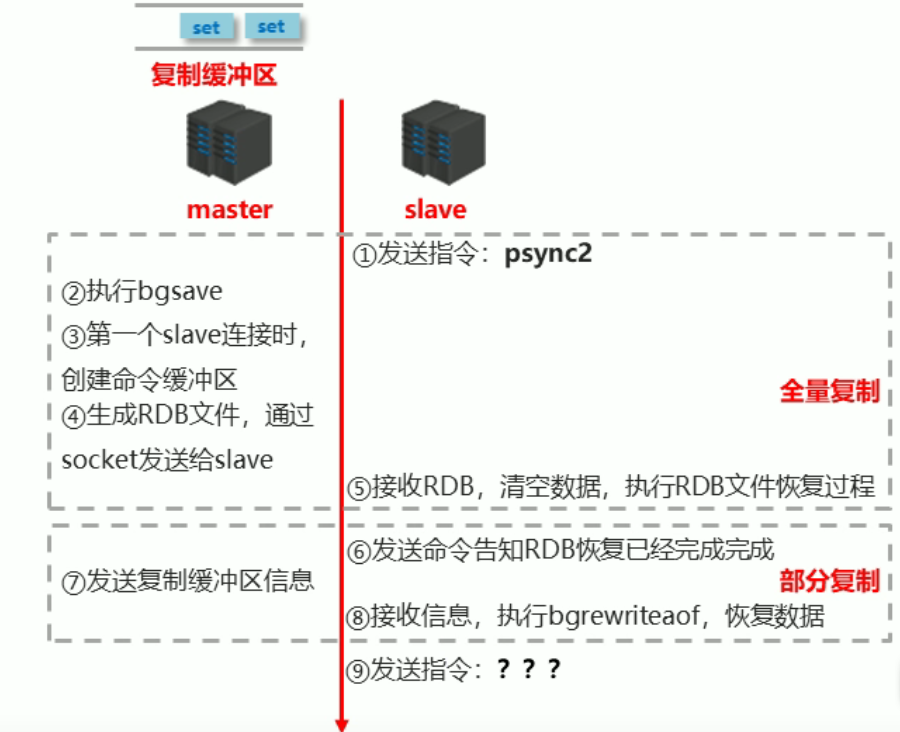 set set
复制缓冲区
master slave
①发送指令：psync2
②执行bgsave
③第一个slave连接时，
创建命令缓冲区
全量复制
④生成RDB文件，通过
socket发送给slave
⑤接收RDB，清空数据，执行RDB文件恢复过程
⑥发送命令告知RDB恢复已经完成完成
⑦发送复制缓冲区信息
部分复制
⑧接收信息，执行bgrewriteaof，恢复数据
⑨发送指令：？？？